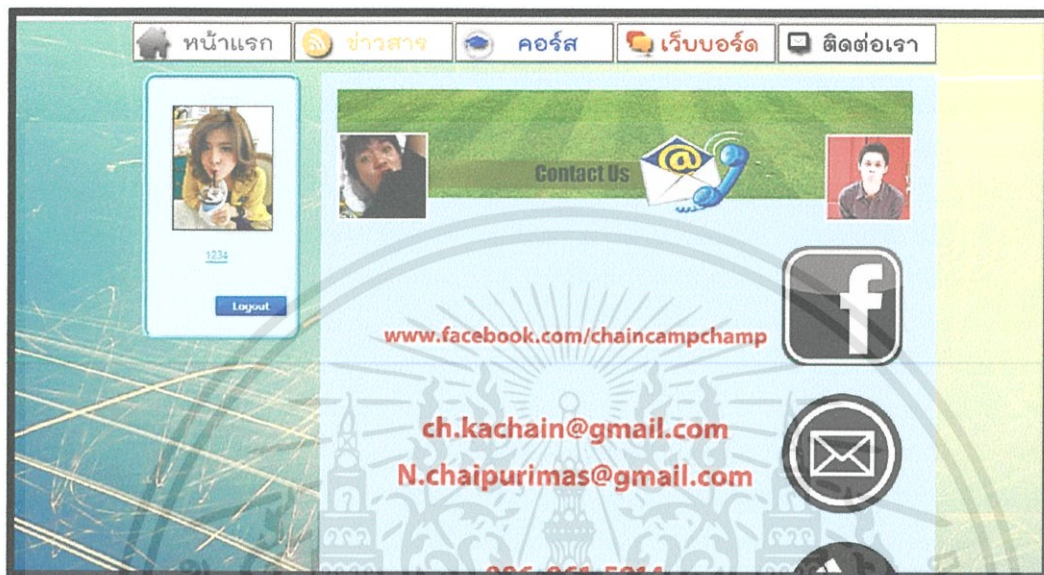 หน้าแรก ข่าวสาร คอร์ส เว็บบอร์ด ติดต่อเรา
Contact Us
1234
Logout
www.facebook.com/chaincampchamp
ch.kachain@gmail.com
N.chaipurimas@gmail.com